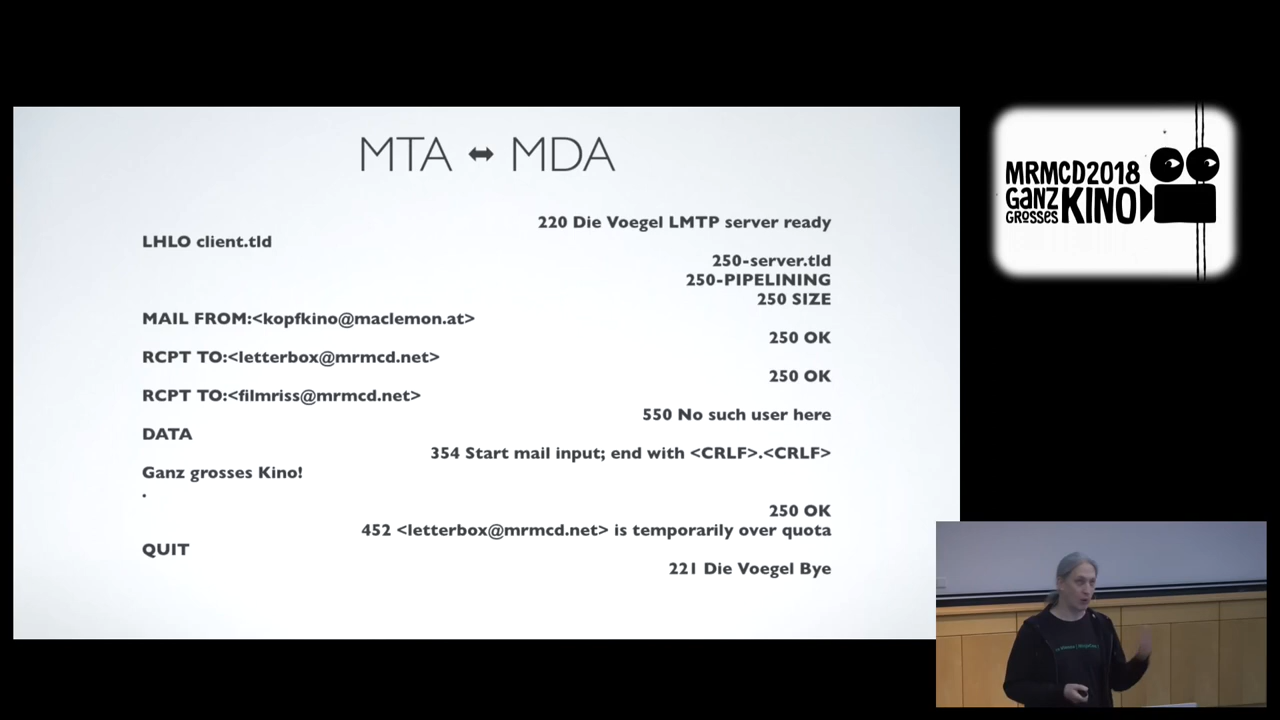 MTA ↔ MDA
220 Die Voegel LMTP server ready
LHLO client.tld
250-server.tld
250-PIPELINING
250 SIZE
MAIL FROM:<kopfkino@maclemon.at>
250 OK
RCPT TO:<letterbox@mrmcd.net>
250 OK
RCPT TO:<filmriss@mrmcd.net>
550 No such user here
DATA
354 Start mail input; end with <CRLF>.<CRLF>
Ganz grosses Kino!
.
250 OK
452 <letterbox@mrmcd.net> is temporarily over quota
QUIT
221 Die Voegel Bye
MRMCD2018
GANZ
GROSSES KINO